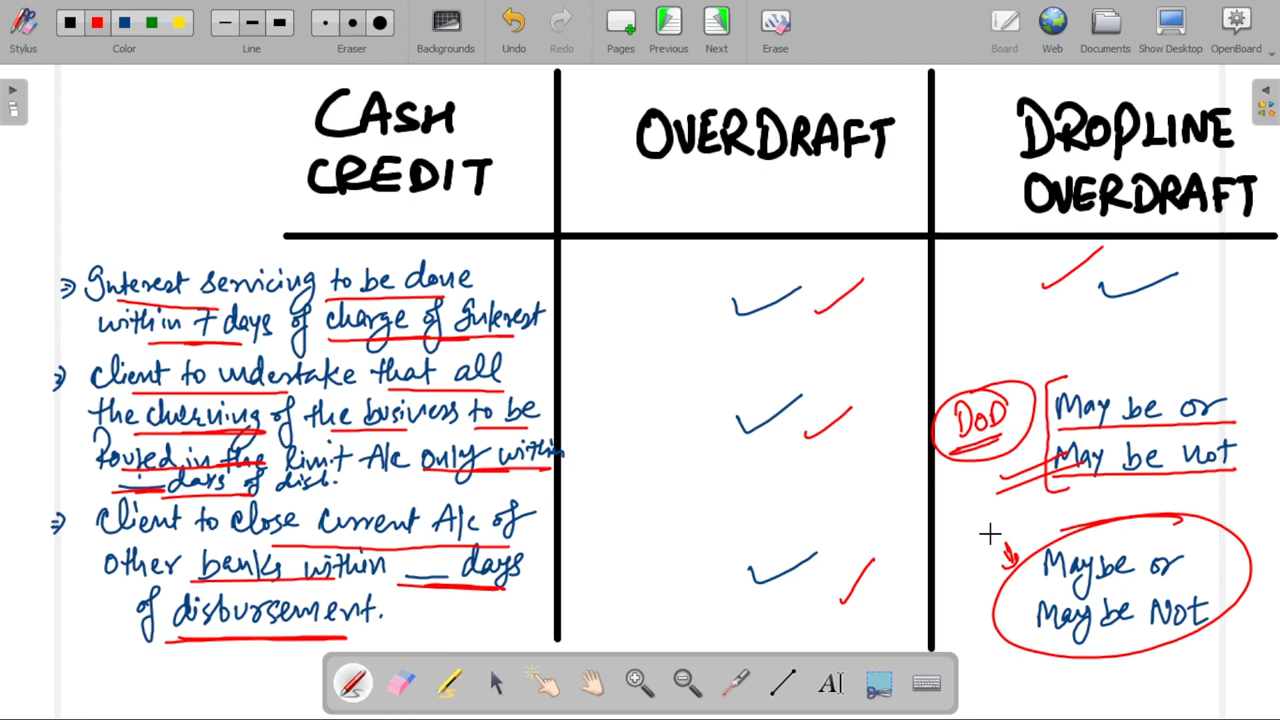 Stylus
Color
Line
Eraser
Backgrounds
Undo
Redo
Pages
Previous
Next
Erase
Board
Web
Documents
Show Desktop
OpenBoard
CASH
CREDIT
OVERDRAFT
DROPLINE
OVERDRAFT
⇒ Interest servicing to be done
within 7 days of charge of Interest
⇒ Client to undertake that all
the churning of the business to be
Routed in the limit A/c only within
__ days of disb.
DOD
May be or
May be not
⇒ Client to close current A/c of
other banks within __ days
of disbursement.
Maybe or
Maybe Not